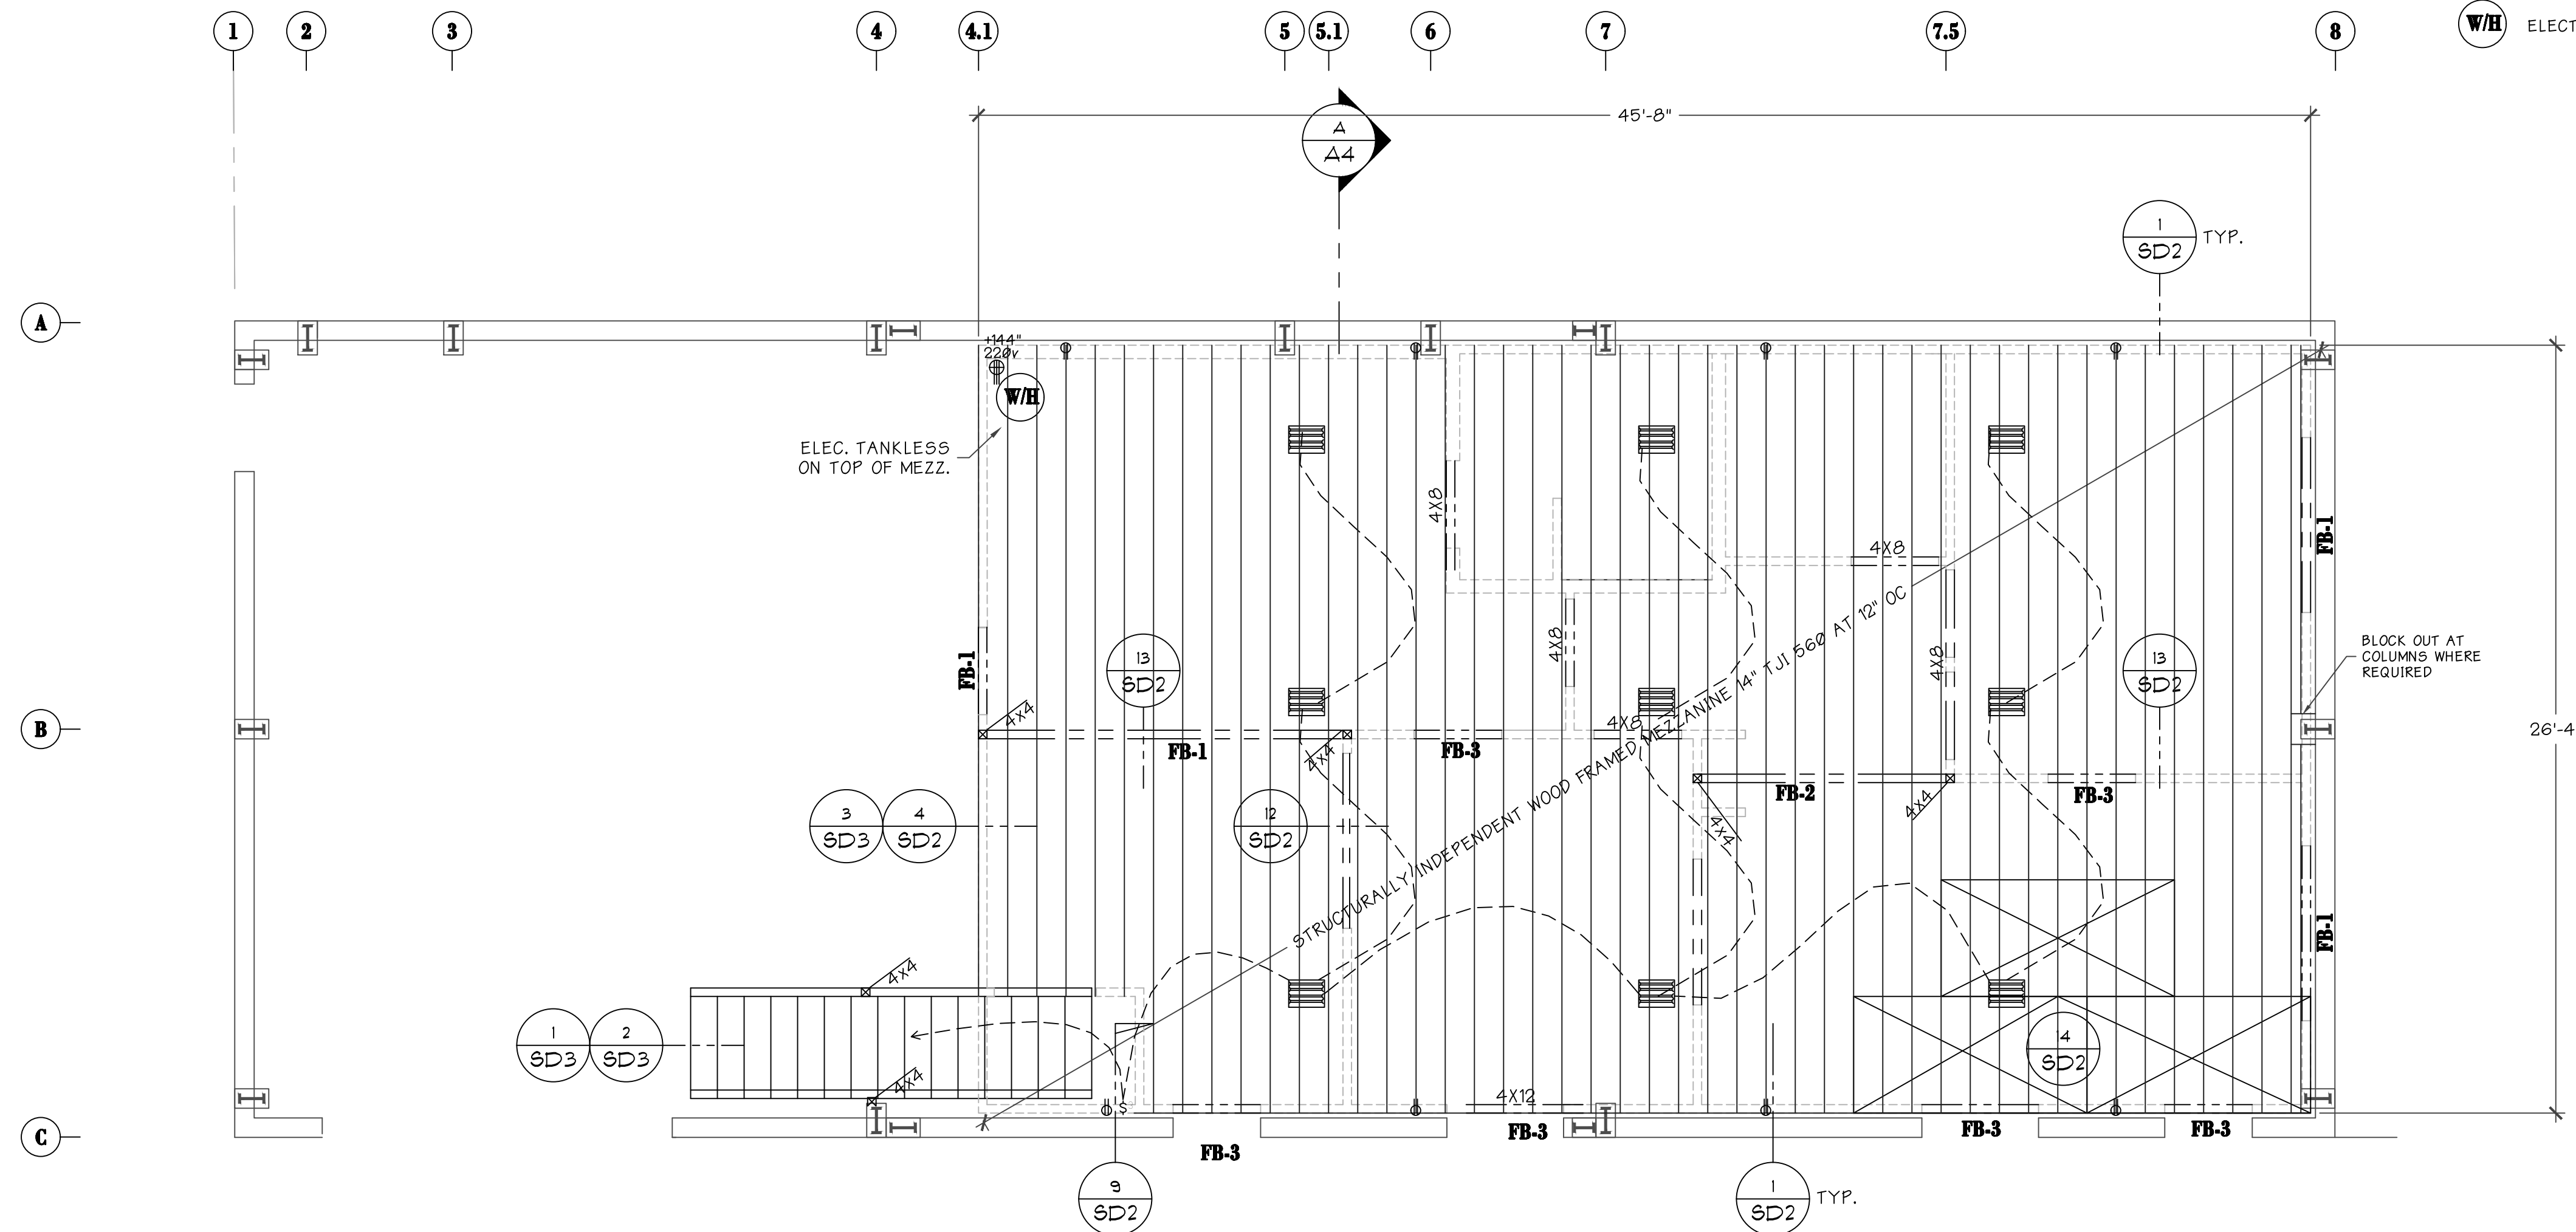 1
2
3
4
4.1
5
5.1
6
7
7.5
8
W/H
ELECT
45'-8"
A
A4
1
SD2
TYP.
A
+144"
220v
W/H
ELEC. TANKLESS
ON TOP OF MEZZ.
4X8
4X8
FB-1
4X8
4X8
FB-1
13
SD2
13
SD2
BLOCK OUT AT
COLUMNS WHERE
REQUIRED
STRUCTURALLY INDEPENDENT WOOD FRAMED MEZZANINE 14" TJI 560 AT 12" OC
B
4x4
4X8
FB-1
4x4
FB-3
26'-4
FB-2
4x4
4x4
FB-3
3
SD3
4
SD2
12
SD2
FB-1
4x4
1
SD3
2
SD3
14
SD2
4x4
4X12
$
C
FB-3
FB-3
FB-3
FB-3
9
SD2
1
SD2
TYP.